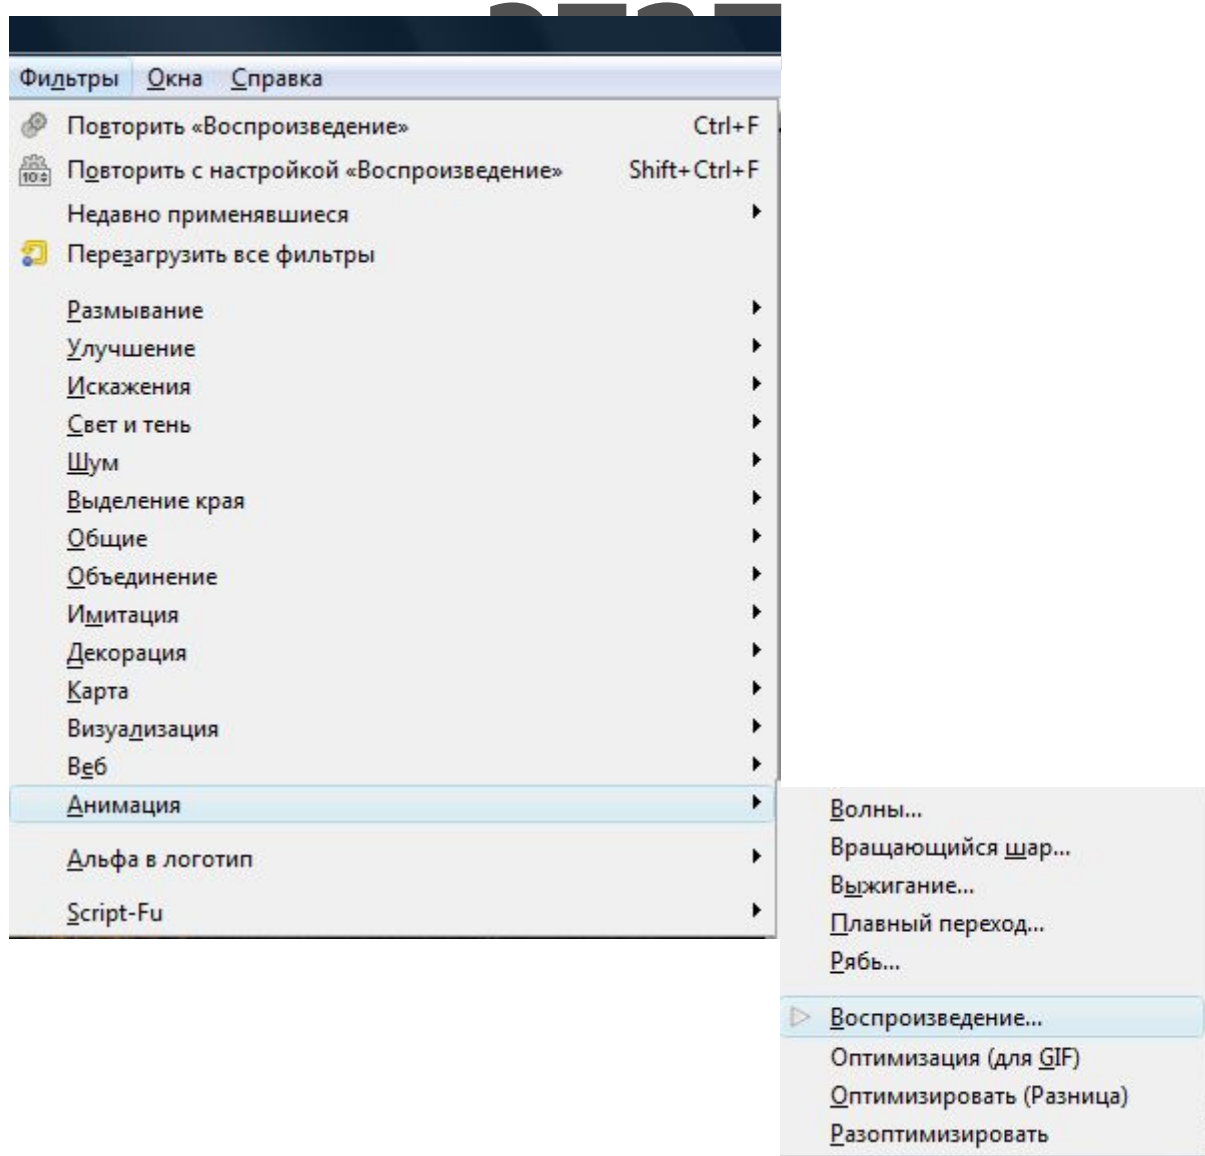 Фильтры Окна Справка
Повторить «Воспроизведение» Ctrl+F
Повторить с настройкой «Воспроизведение» Shift+Ctrl+F
Недавно применявшиеся
Перезагрузить все фильтры
Размывание
Улучшение
Искажения
Свет и тень
Шум
Выделение края
Общие
Объединение
Имитация
Декорация
Карта
Визуализация
Веб
Анимация
Альфа в логотип
Script-Fu
Волны...
Вращающийся шар...
Выжигание...
Плавный переход...
Рябь...
Воспроизведение...
Оптимизация (для GIF)
Оптимизировать (Разница)
Разоптимизировать